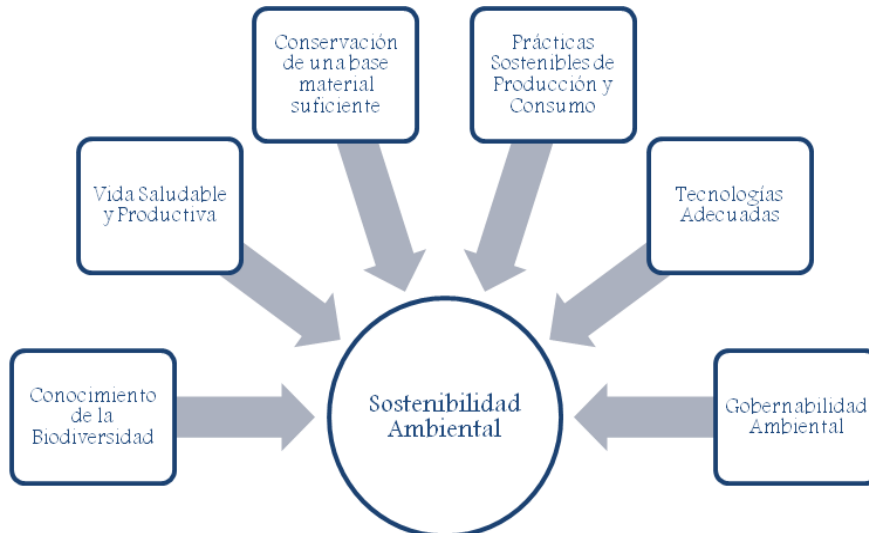 Conservación
de una base
material
suficiente
Prácticas
Sostenibles de
Producción y
Consumo
Vida Saludable
y Productiva
Tecnologías
Adecuadas
Conocimiento
de la
Biodiversidad
Sostenibilidad
Ambiental
Gobernabilidad
Ambiental